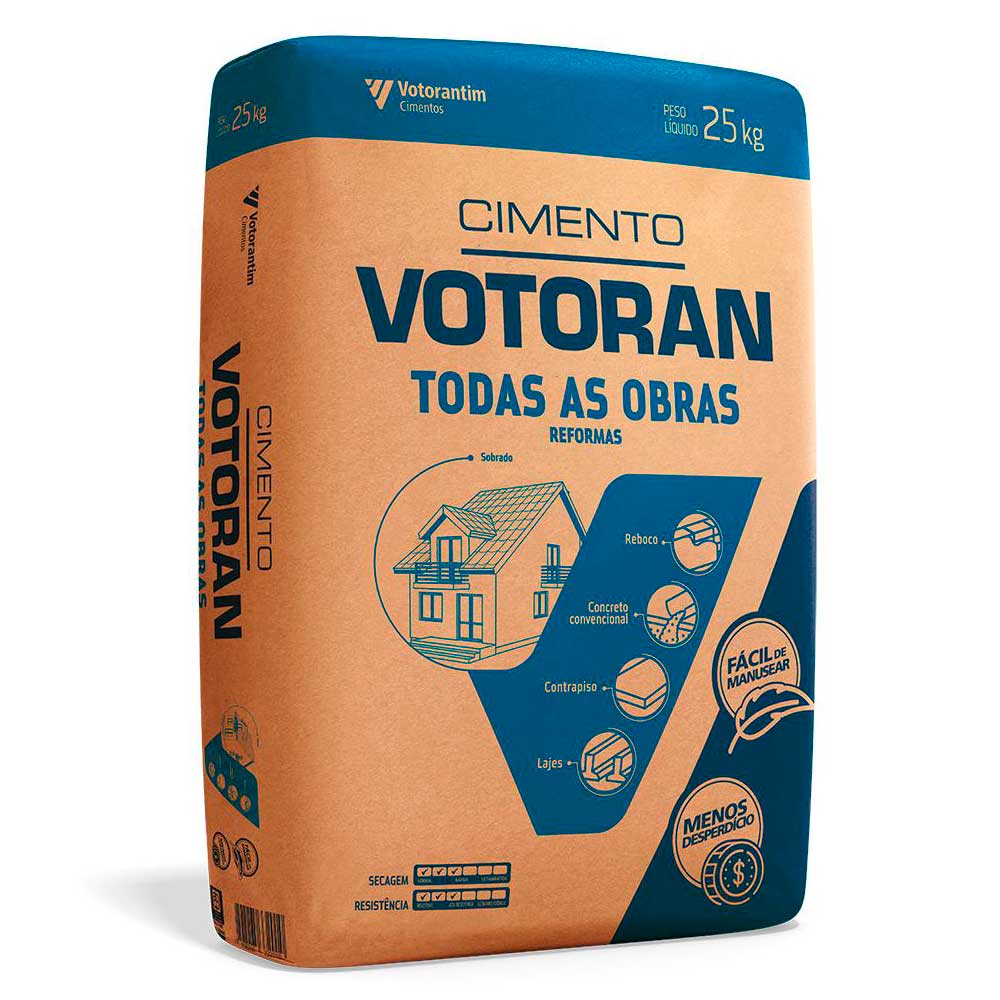 Votorantim
Cimentos
PESO
LÍQUIDO 25 kg
CIMENTO
VOTORAN
TODAS AS OBRAS
REFORMAS
Sobrado
Reboco
Concreto
convencional
Contrapiso
Lajes
FÁCIL DE
MANUSEAR
MENOS
DESPERDÍCIO
SECAGEM
RESISTÊNCIA
25 kg
Votorantim
Cimentos
CIMENTO
VOTORAN
TODAS AS OBRAS